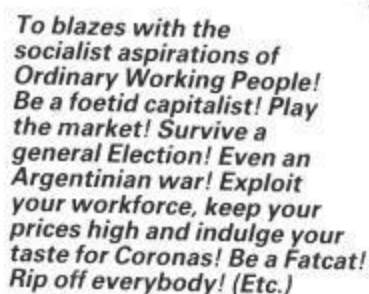 To blazes with the
socialist aspirations of
Ordinary Working People!
Be a foetid capitalist! Play
the market! Survive a
general Election! Even an
Argentinian war! Exploit
your workforce, keep your
prices high and indulge your
taste for Coronas! Be a Fatcat!
Rip off everybody! (Etc.)